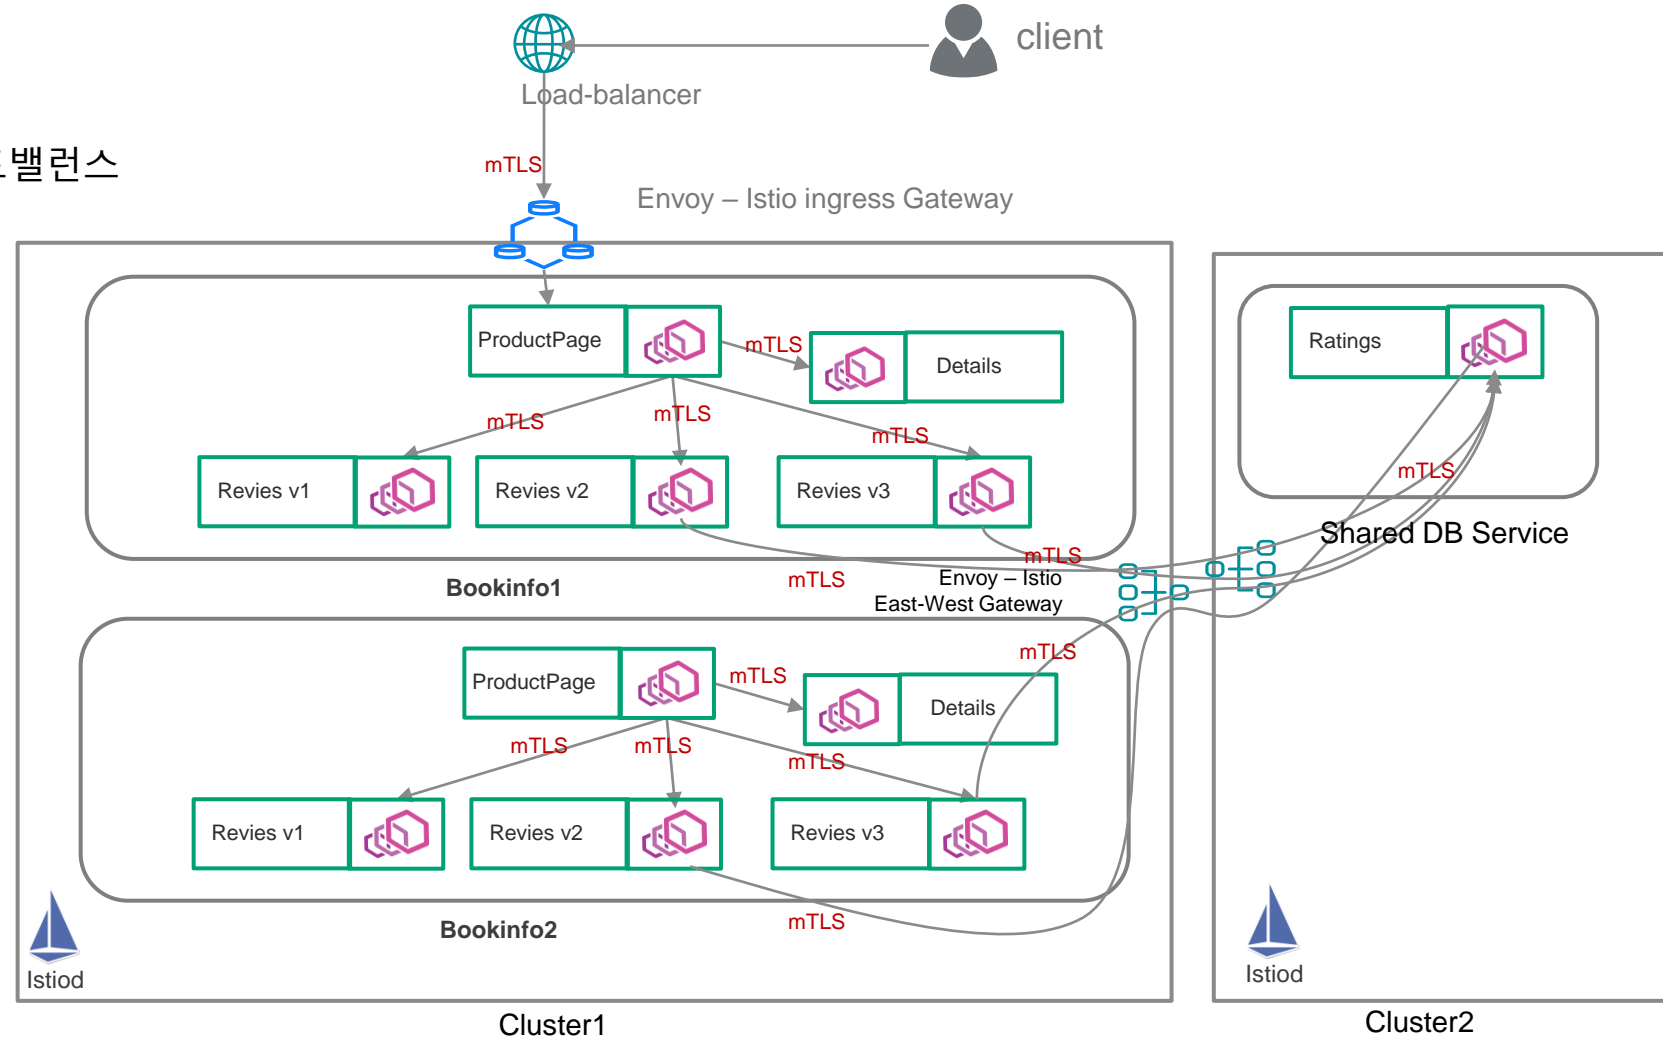 client
Load-balancer
밸런스
mTLS
Envoy – Istio ingress Gateway
ProductPage
mTLS
Details
Ratings
mTLS
mTLS
mTLS
Revies v1
Revies v2
Revies v3
mTLS
Shared DB Service
mTLS
mTLS
Envoy – Istio
East-West Gateway
Bookinfo1
ProductPage
mTLS
mTLS
Details
mTLS
mTLS
mTLS
Revies v1
Revies v2
Revies v3
mTLS
Bookinfo2
Istiod
Istiod
Cluster1
Cluster2